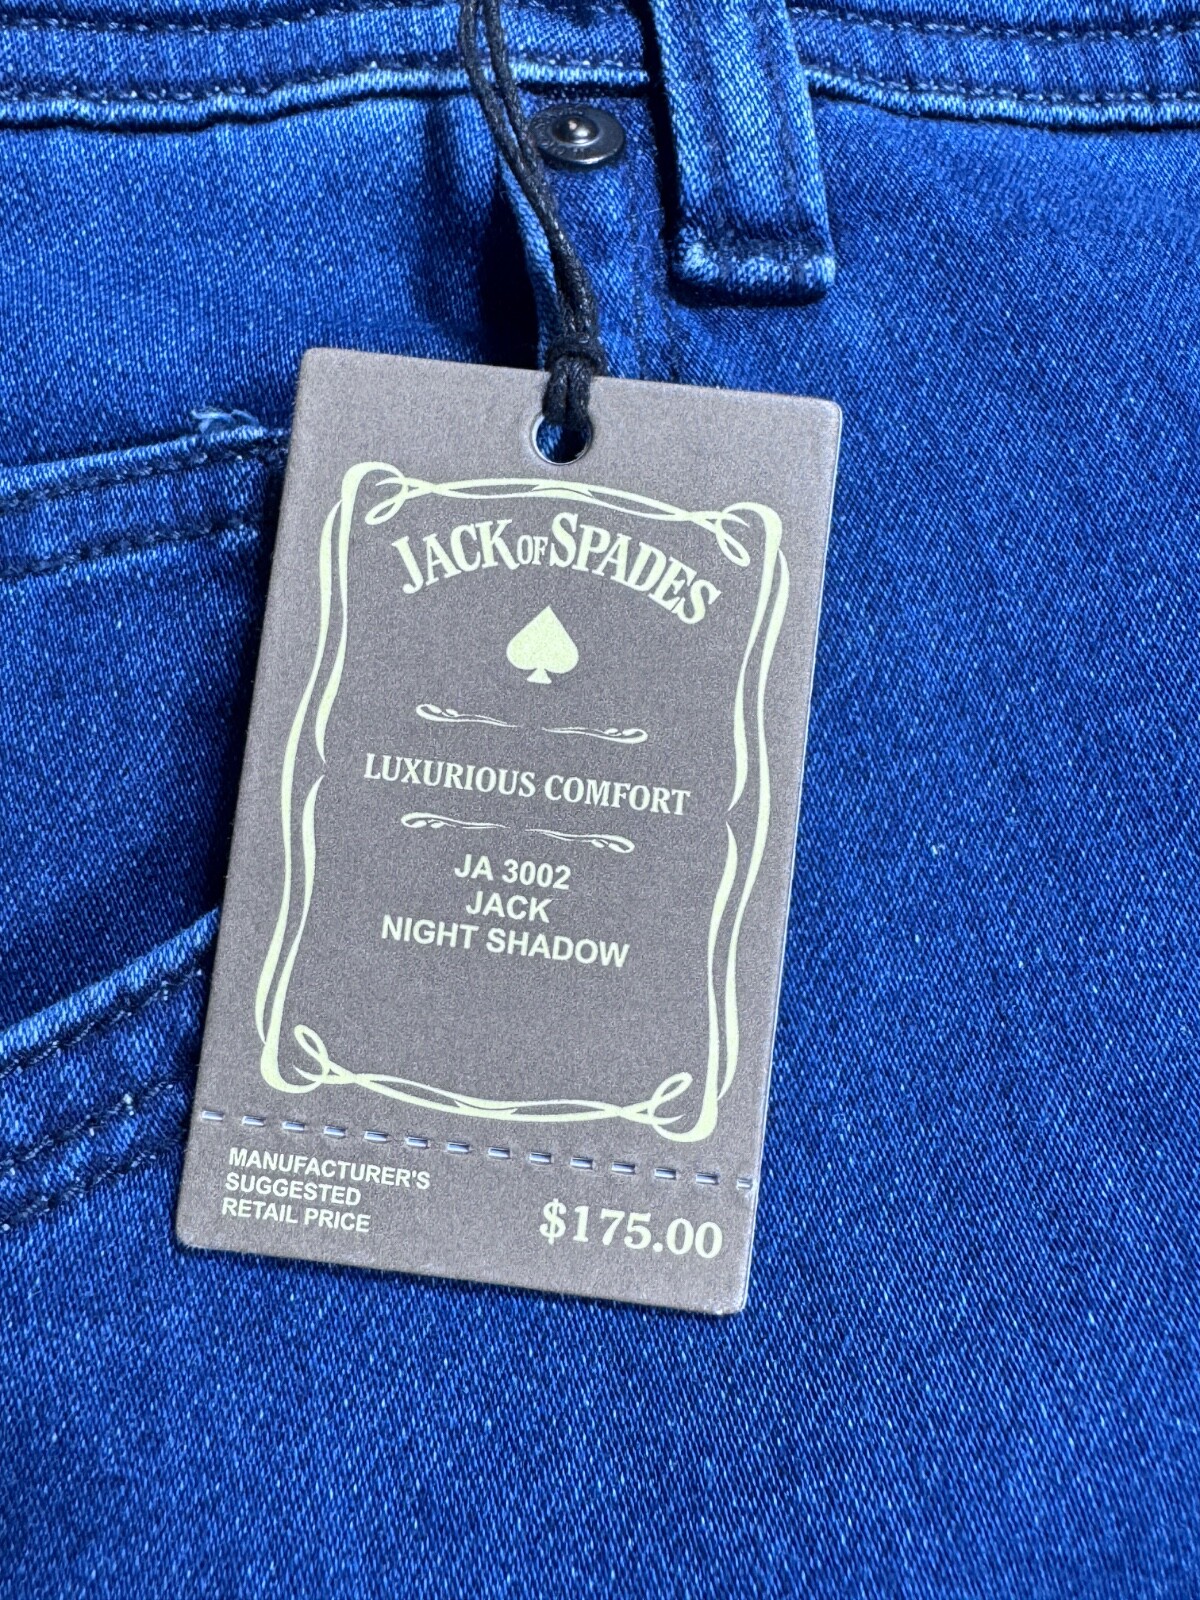 JACK OF SPADES
LUXURIOUS COMFORT
JA 3002
JACK
NIGHT SHADOW
MANUFACTURER'S
SUGGESTED
RETAIL PRICE
$175.00